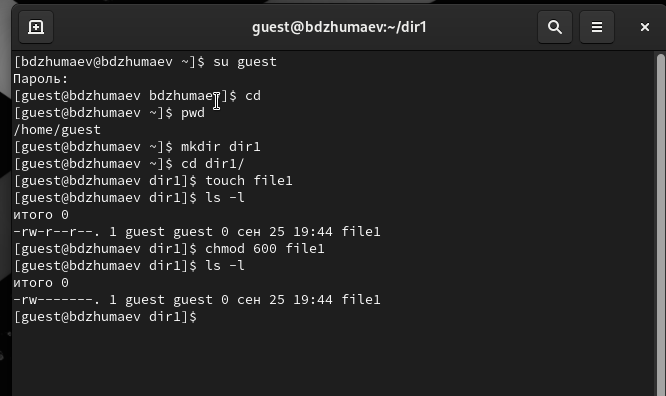 guest@bdzhumaev:~/dir1
[bdzhumaev@bdzhumaev ~]$ su guest
Пароль:
[guest@bdzhumaev bdzhumaev]$ cd
[guest@bdzhumaev ~]$ pwd
/home/guest
[guest@bdzhumaev ~]$ mkdir dir1
[guest@bdzhumaev ~]$ cd dir1/
[guest@bdzhumaev dir1]$ touch file1
[guest@bdzhumaev dir1]$ ls -l
итого 0
-rw-r--r--. 1 guest guest 0 сен 25 19:44 file1
[guest@bdzhumaev dir1]$ chmod 600 file1
[guest@bdzhumaev dir1]$ ls -l
итого 0
-rw-------. 1 guest guest 0 сен 25 19:44 file1
[guest@bdzhumaev dir1]$